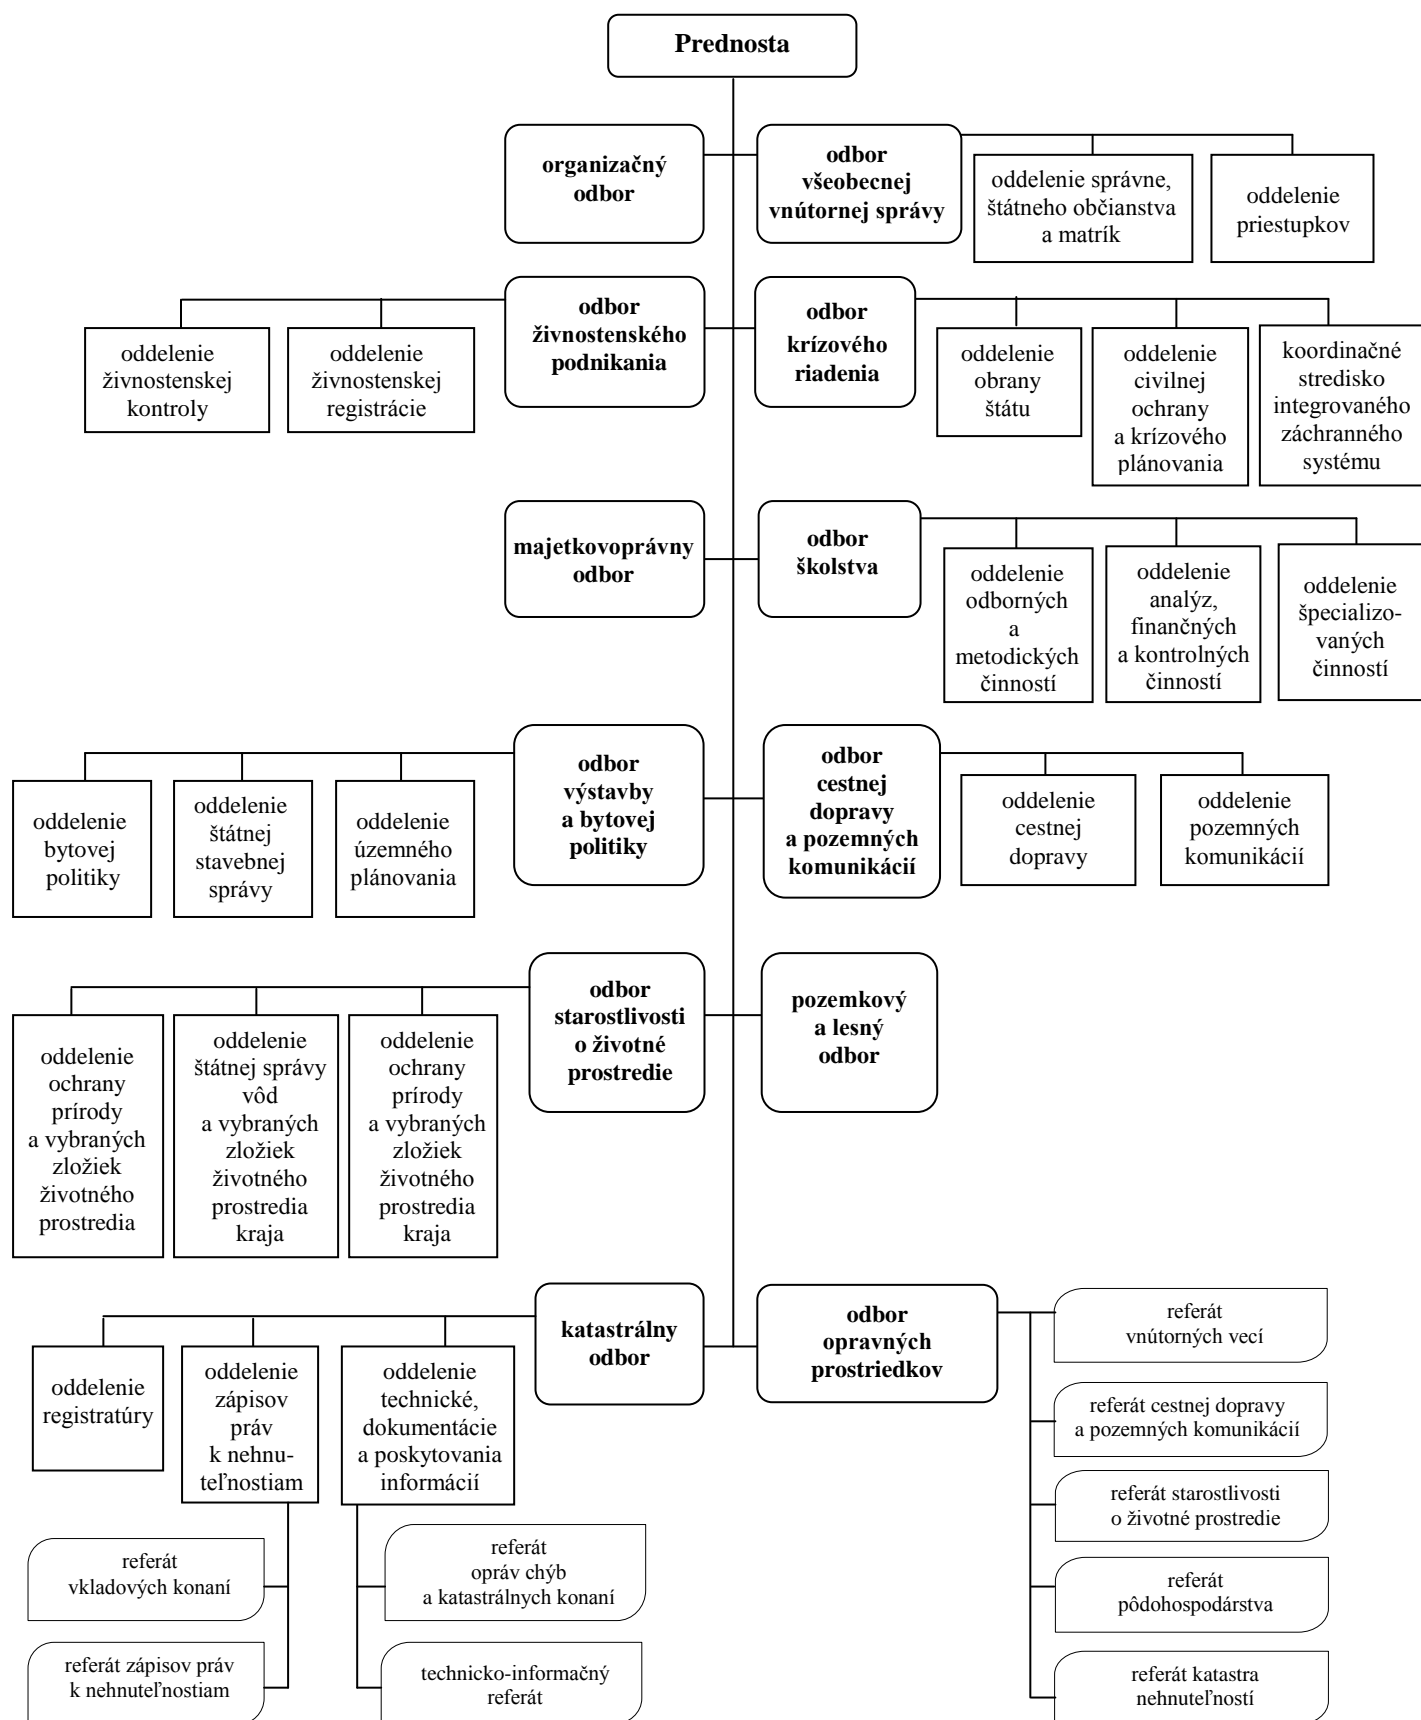 Prednosta
organizačný
odbor
odbor
všeobecnej
vnútornej správy
oddelenie správne,
štátneho občianstva
a matrík
oddelenie
priestupkov
oddelenie
živnostenskej
kontroly
oddelenie
živnostenskej
registrácie
odbor
živnostenského
podnikania
odbor
krízového
riadenia
oddelenie
obrany
štátu
oddelenie
civilnej
ochrany
a krízového
plánovania
koordinačné
stredisko
integrovaného
záchranného
systému
majetkovoprávny
odbor
odbor
školstva
oddelenie
odborných
a
metodických
činností
oddelenie
analýz,
finančných
a kontrolných
činností
oddelenie
špecializo-
vaných
činností
oddelenie
bytovej
politiky
oddelenie
štátnej
stavebnej
správy
oddelenie
územného
plánovania
odbor
výstavby
a bytovej
politiky
odbor
cestnej
dopravy
a pozemných
komunikácií
oddelenie
cestnej
dopravy
oddelenie
pozemných
komunikácií
oddelenie
ochrany
prírody
a vybraných
zložiek
životného
prostredia
oddelenie
štátnej správy
vôd
a vybraných
zložiek
životného
prostredia
kraja
oddelenie
ochrany
prírody
a vybraných
zložiek
životného
prostredia
kraja
odbor
starostlivosti
o životné
prostredie
pozemkový
a lesný
odbor
oddelenie
registratúry
oddelenie
zápisov
práv
k nehnu-
teľnostiam
oddelenie
technické,
dokumentácie
a poskytovania
informácií
katastrálny
odbor
odbor
opravných
prostriedkov
referát
vnútorných vecí
referát cestnej dopravy
a pozemných komunikácií
referát starostlivosti
o životné prostredie
referát
pôdohospodárstva
referát katastra
nehnuteľností
referát
vkladových konaní
referát
opráv chýb
a katastrálnych konaní
referát zápisov práv
k nehnuteľnostiam
technicko-informačný
referát